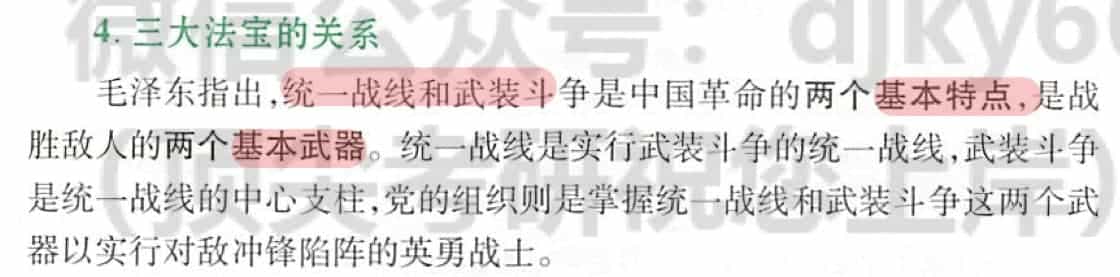 微信公众号：djky6
4. 三大法宝的关系
毛泽东指出,统一战线和武装斗争是中国革命的两个基本特点,是战
胜敌人的两个基本武器。统一战线是实行武装斗争的统一战线,武装斗争
是统一战线的中心支柱,党的组织则是掌握统一战线和武装斗争这两个武
器以实行对敌冲锋陷阵的英勇战士。
考研祝您上岸)